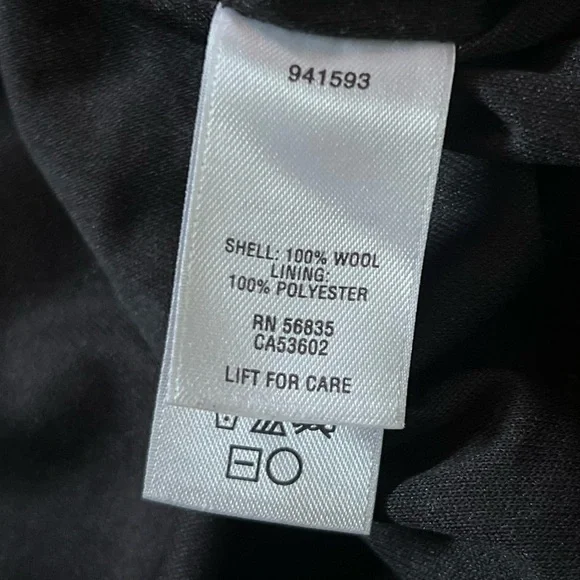 941593
SHELL: 100% WOOL
LINING:
100% POLYESTER
RN 56835
CA53602
LIFT FOR CARE